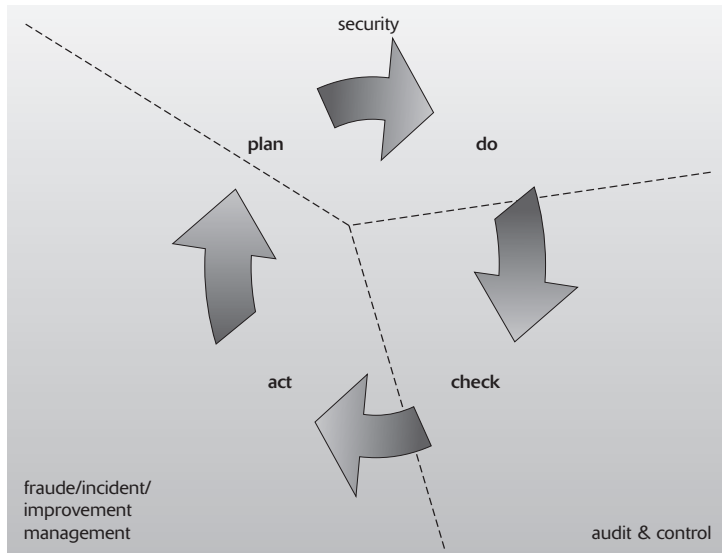 security
plan
do
act
check
fraude/incident/
improvement
management
audit & control